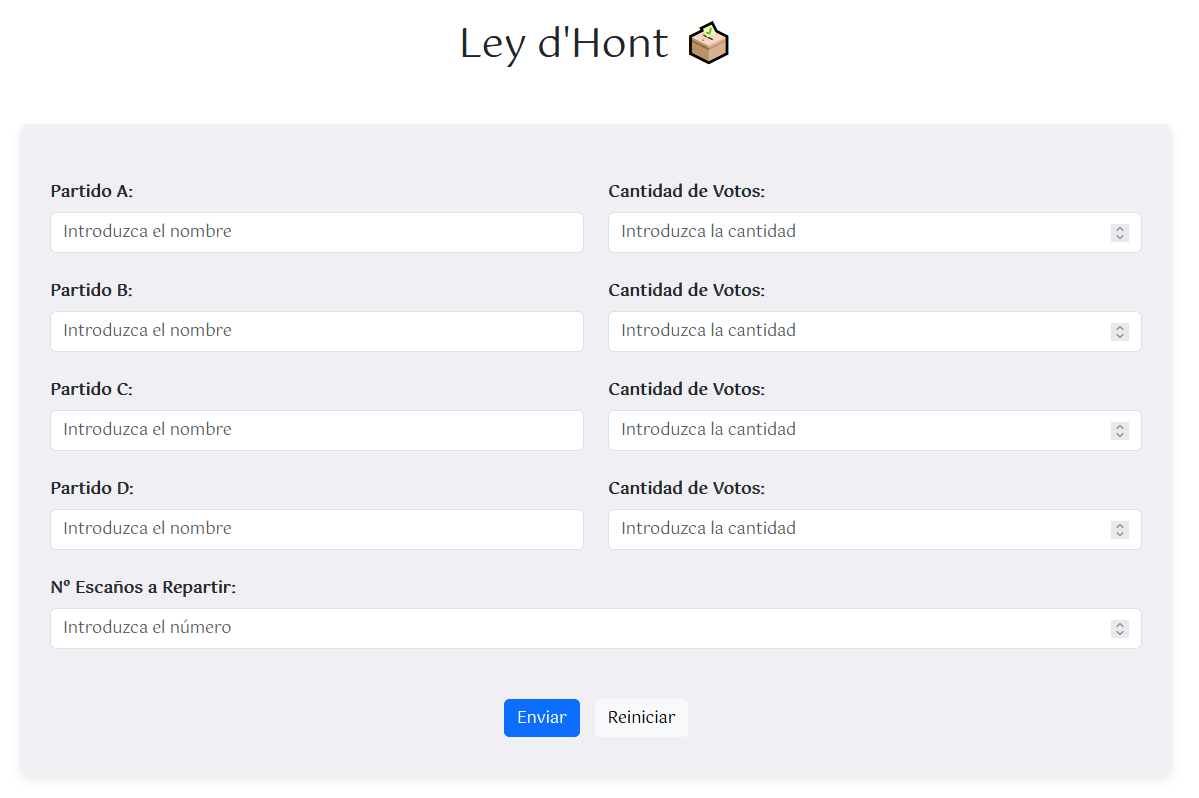 Ley d'Hont
Partido A: Cantidad de Votos:
Introduzca el nombre Introduzca la cantidad
Partido B: Cantidad de Votos:
Introduzca el nombre Introduzca la cantidad
Partido C: Cantidad de Votos:
Introduzca el nombre Introduzca la cantidad
Partido D: Cantidad de Votos:
Introduzca el nombre Introduzca la cantidad
Nº Escaños a Repartir:
Introduzca el número
Enviar Reiniciar